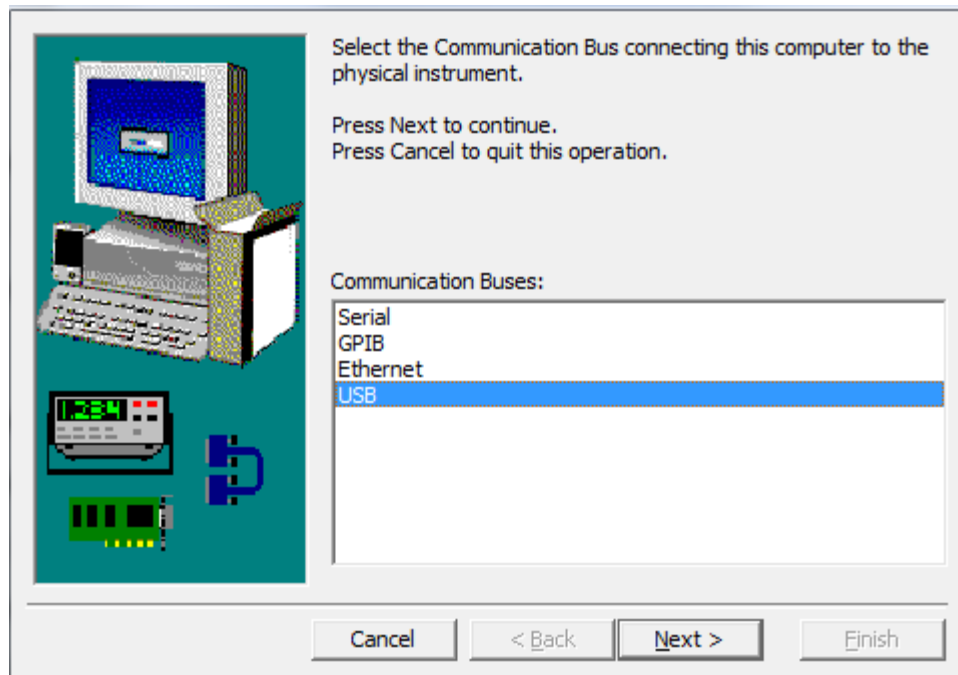 Select the Communication Bus connecting this computer to the
physical instrument.
Press Next to continue.
Press Cancel to quit this operation.
Communication Buses:
Serial
GPIB
Ethernet
USB
1.234
Cancel
< Back
Next >
Finish